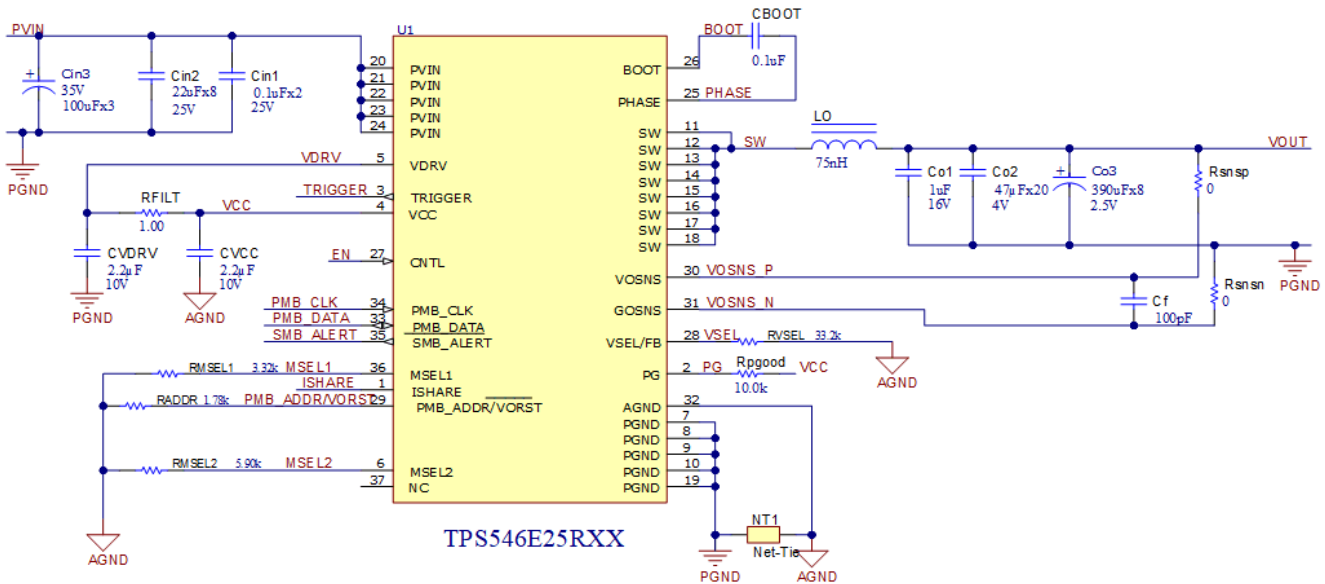 PVIN
Cin3
35V
100uFx3
Cin2
22uFx8
25V
Cin1
0.1uFx2
25V
PGND
VDRV
RFILT
1.00
VCC
CVDRV
2.2µF
10V
PGND
CVCC
2.2µF
10V
AGND
TRIGGER
EN
PMB_CLK
PMB_DATA
SMB_ALERT
RMSEL1 3.32k MSEL1
ISHARE
RADDR 1.78k PMB_ADDR/VORST
RMSEL2 5.90k MSEL2
AGND
U1
20 PVIN
21 PVIN
22 PVIN
23 PVIN
24 PVIN
5 VDRV
3 TRIGGER
4 VCC
27 CNTL
34 PMB_CLK
33 PMB_DATA
35 SMB_ALERT
36 MSEL1
1 ISHARE
29 PMB_ADDR/VORST
6 MSEL2
37 NC
BOOT 26
PHASE 25
SW 11
SW 12
SW 13
SW 14
SW 15
SW 16
SW 17
SW 18
VOSNS 30
GOSNS 31
VSEL/FB 28
PG 2
AGND 32
PGND 7
PGND 8
PGND 9
PGND 10
PGND 19
TPS546E25RXX
BOOT
CBOOT
0.1uF
PHASE
SW
LO
75nH
VOUT
Co1
1uF
16V
Co2
47µFx20
4V
Co3
390uFx8
2.5V
Rsnsp
0
PGND
VOSNS_P
VOSNS_N
Cf
100pF
Rsnsn
0
VSEL RVSEL 33.2k
AGND
PG
Rpgood
10.0k
VCC
NT1
Net-Tie
PGND
AGND